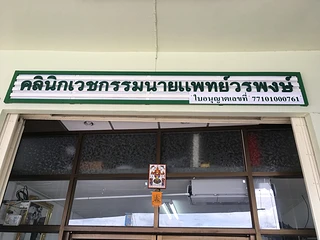 คลินิกเวชกรรมนายแพทย์วรพงษ์
ใบอนุญาตเลขที่ 77101000761